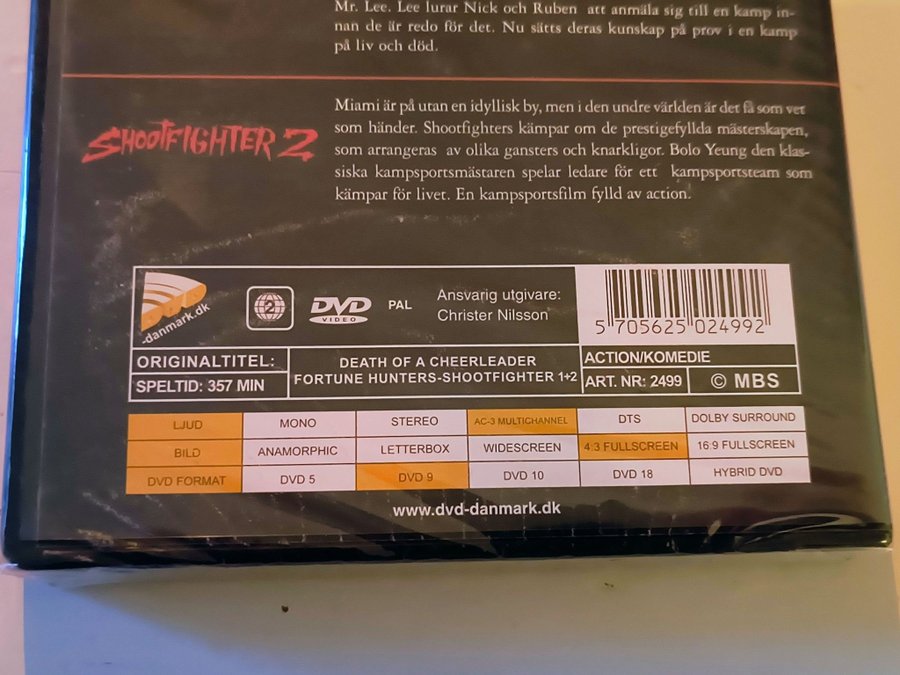 Mr. Lee. Lee lurar Nick och Ruben att anmäla sig till en kamp in-
nan de är redo för det. Nu sätts deras kunskap på prov i en kamp
på liv och död.
SHOOTFIGHTER 2
Miami är på utan en idyllisk by, men i den undre världen är det få som vet
som händer. Shootfighters kämpar om de prestigefyllda mästerskapen,
som arrangeras av olika gansters och knarkligor. Bolo Yeung den klas-
siska kampsportsmästaren spelar ledare för ett kampsportsteam som
kämpar för livet. En kampsportsfilm fylld av action.
DVD
-danmark.dk
2
DVD
VIDEO
PAL
Ansvarig utgivare:
Christer Nilsson
5 705625 024992
ORIGINALTITEL:
SPELTID: 357 MIN
DEATH OF A CHEERLEADER
FORTUNE HUNTERS-SHOOTFIGHTER 1+2
ACTION/KOMEDIE
ART. NR: 2499
© MBS
LJUD MONO STEREO AC-3 MULTICHANNEL DTS DOLBY SURROUND
BILD ANAMORPHIC LETTERBOX WIDESCREEN 4:3 FULLSCREEN 16:9 FULLSCREEN
DVD FORMAT DVD 5 DVD 9 DVD 10 DVD 18 HYBRID DVD
www.dvd-danmark.dk